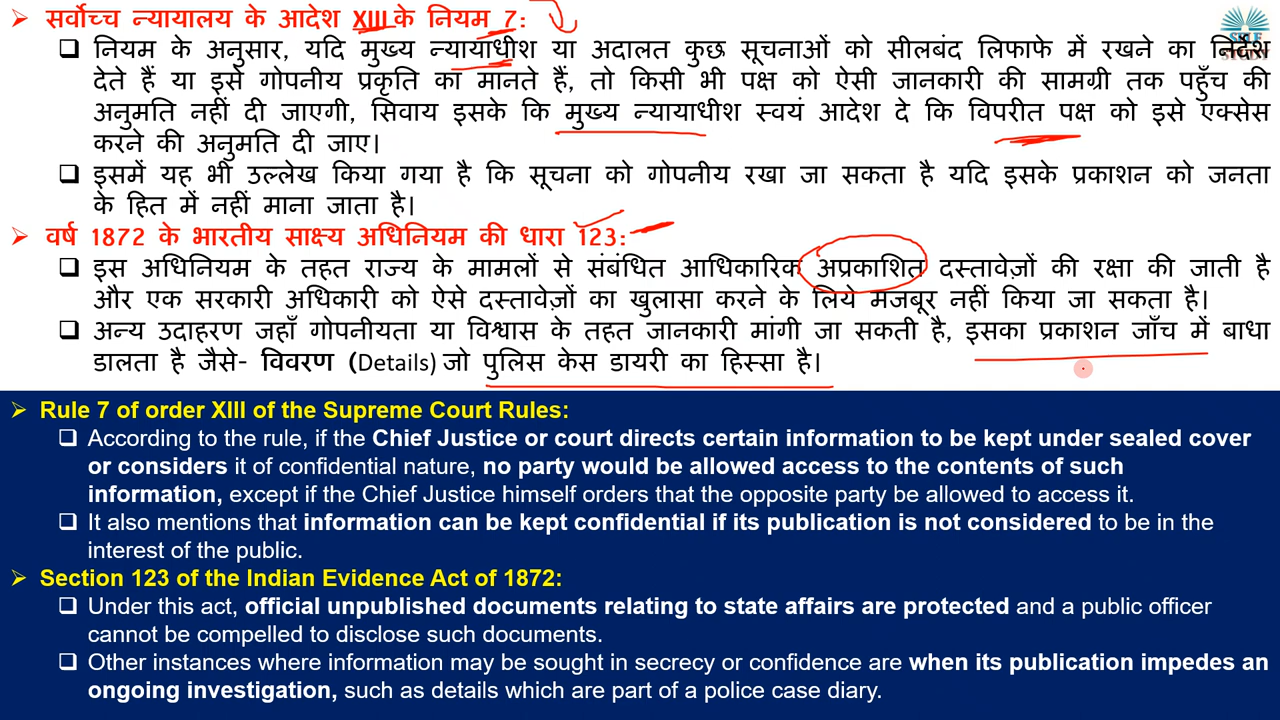 ➢ सर्वोच्च न्यायालय के आदेश XIII के नियम 7:
❑ नियम के अनुसार, यदि मुख्य न्यायाधीश या अदालत कुछ सूचनाओं को सीलबंद लिफाफे में रखने का निर्देश
देते हैं या इसे गोपनीय प्रकृति का मानते हैं, तो किसी भी पक्ष को ऐसी जानकारी की सामग्री तक पहुँच की
अनुमति नहीं दी जाएगी, सिवाय इसके कि मुख्य न्यायाधीश स्वयं आदेश दे कि विपरीत पक्ष को इसे एक्सेस
करने की अनुमति दी जाए।
❑ इसमें यह भी उल्लेख किया गया है कि सूचना को गोपनीय रखा जा सकता है यदि इसके प्रकाशन को जनता
के हित में नहीं माना जाता है।
➢ वर्ष 1872 के भारतीय साक्ष्य अधिनियम की धारा 123:
❑ इस अधिनियम के तहत राज्य के मामलों से संबंधित आधिकारिक अप्रकाशित दस्तावेज़ों की रक्षा की जाती है
और एक सरकारी अधिकारी को ऐसे दस्तावेज़ों का खुलासा करने के लिये मजबूर नहीं किया जा सकता है।
❑ अन्य उदाहरण जहाँ गोपनीयता या विश्वास के तहत जानकारी मांगी जा सकती है, इसका प्रकाशन जाँच में बाधा
डालता है जैसे- विवरण (Details) जो पुलिस केस डायरी का हिस्सा है।
➢ Rule 7 of order XIII of the Supreme Court Rules:
❑ According to the rule, if the Chief Justice or court directs certain information to be kept under sealed cover
or considers it of confidential nature, no party would be allowed access to the contents of such
information, except if the Chief Justice himself orders that the opposite party be allowed to access it.
❑ It also mentions that information can be kept confidential if its publication is not considered to be in the
interest of the public.
➢ Section 123 of the Indian Evidence Act of 1872:
❑ Under this act, official unpublished documents relating to state affairs are protected and a public officer
cannot be compelled to disclose such documents.
❑ Other instances where information may be sought in secrecy or confidence are when its publication impedes an
ongoing investigation, such as details which are part of a police case diary.
SELF
STUDY